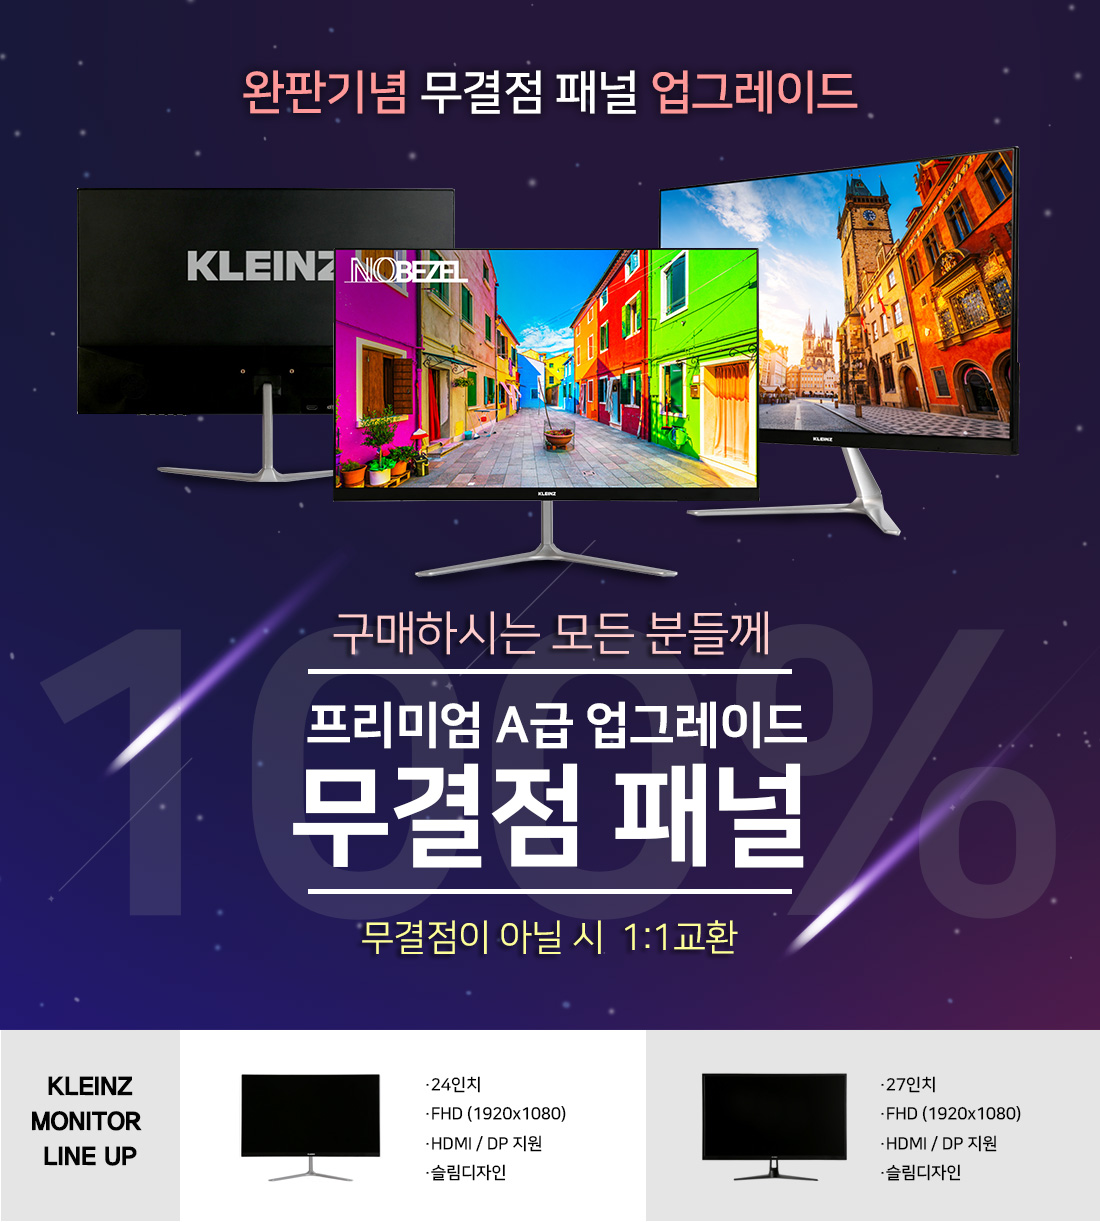 완판기념 무결점 패널 업그레이드
KLEINZ
NOBEZEL
KLEINZ
KLEINZ
구매하시는 모든 분들께
100%
프리미엄 A급 업그레이드
무결점 패널
무결점이 아닐 시 1:1교환
KLEINZ
MONITOR
LINE UP
·24인치
·FHD (1920x1080)
·HDMI / DP 지원
·슬림디자인
·27인치
·FHD (1920x1080)
·HDMI / DP 지원
·슬림디자인